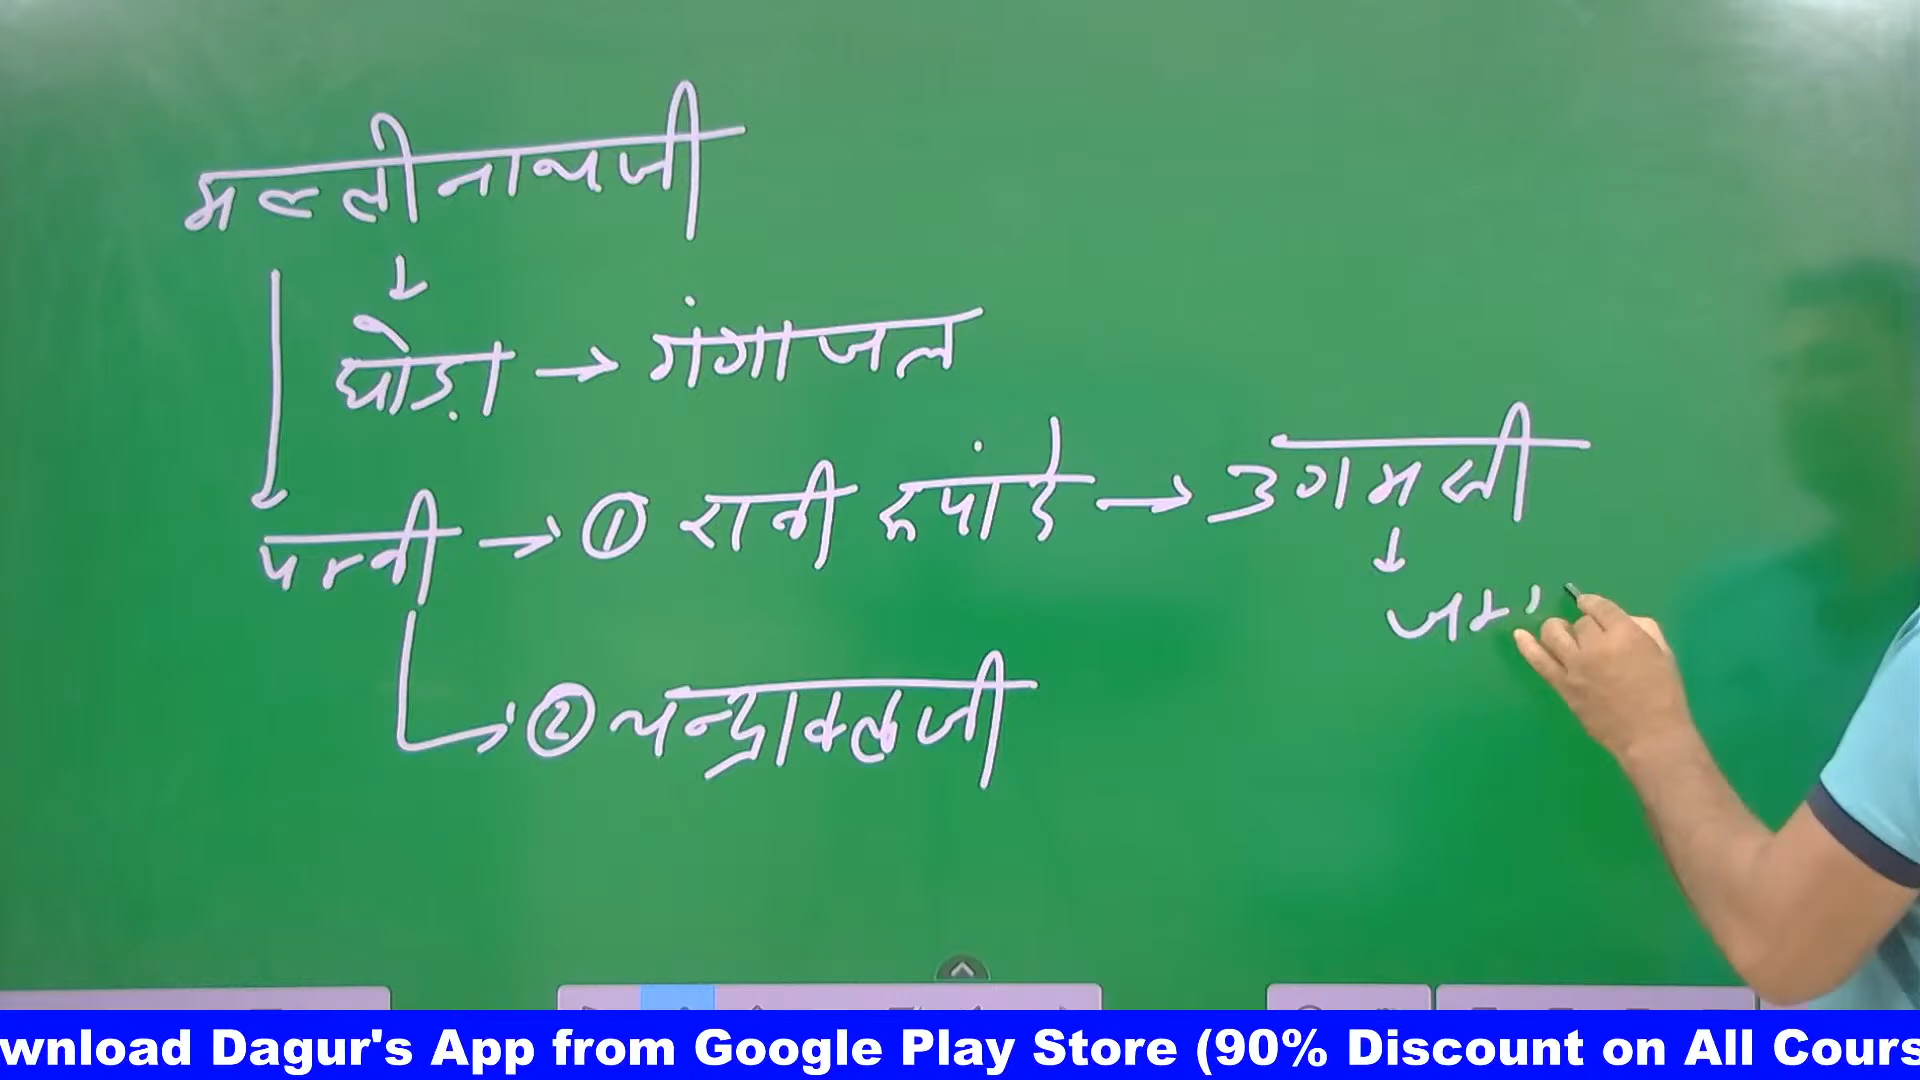 मल्लीनाथजी
↓
घोड़ा → गंगाजल
पत्नी → ① रानी रूपांदे → उगमसी
↓
② चन्द्रावलजी
wnload Dagur's App from Google Play Store (90% Discount on All Cours